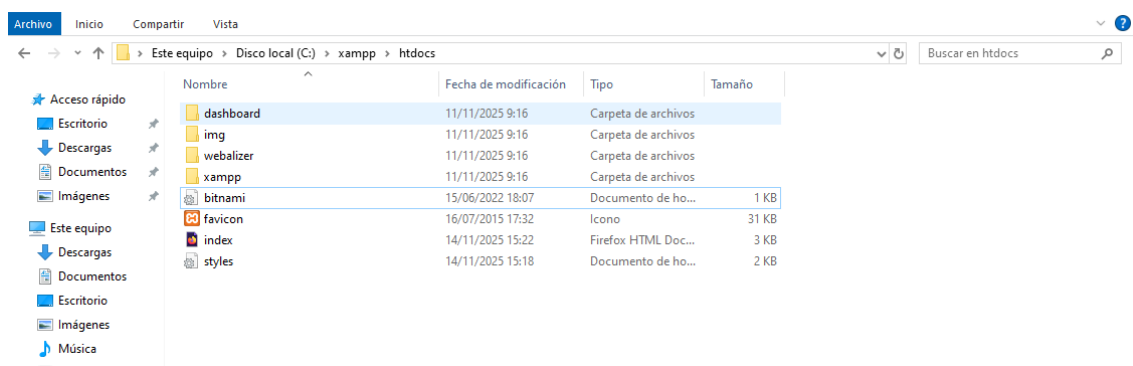 Archivo Inicio Compartir Vista
Este equipo > Disco local (C:) > xampp > htdocs Buscar en htdocs
Nombre Fecha de modificación Tipo Tamaño
Acceso rápido
Escritorio
Descargas
Documentos
Imágenes
Este equipo
Descargas
Documentos
Escritorio
Imágenes
Música
dashboard 11/11/2025 9:16 Carpeta de archivos
img 11/11/2025 9:16 Carpeta de archivos
webalizer 11/11/2025 9:16 Carpeta de archivos
xampp 11/11/2025 9:16 Carpeta de archivos
bitnami 15/06/2022 18:07 Documento de ho... 1 KB
favicon 16/07/2015 17:32 Icono 31 KB
index 14/11/2025 15:22 Firefox HTML Doc... 3 KB
styles 14/11/2025 15:18 Documento de ho... 2 KB